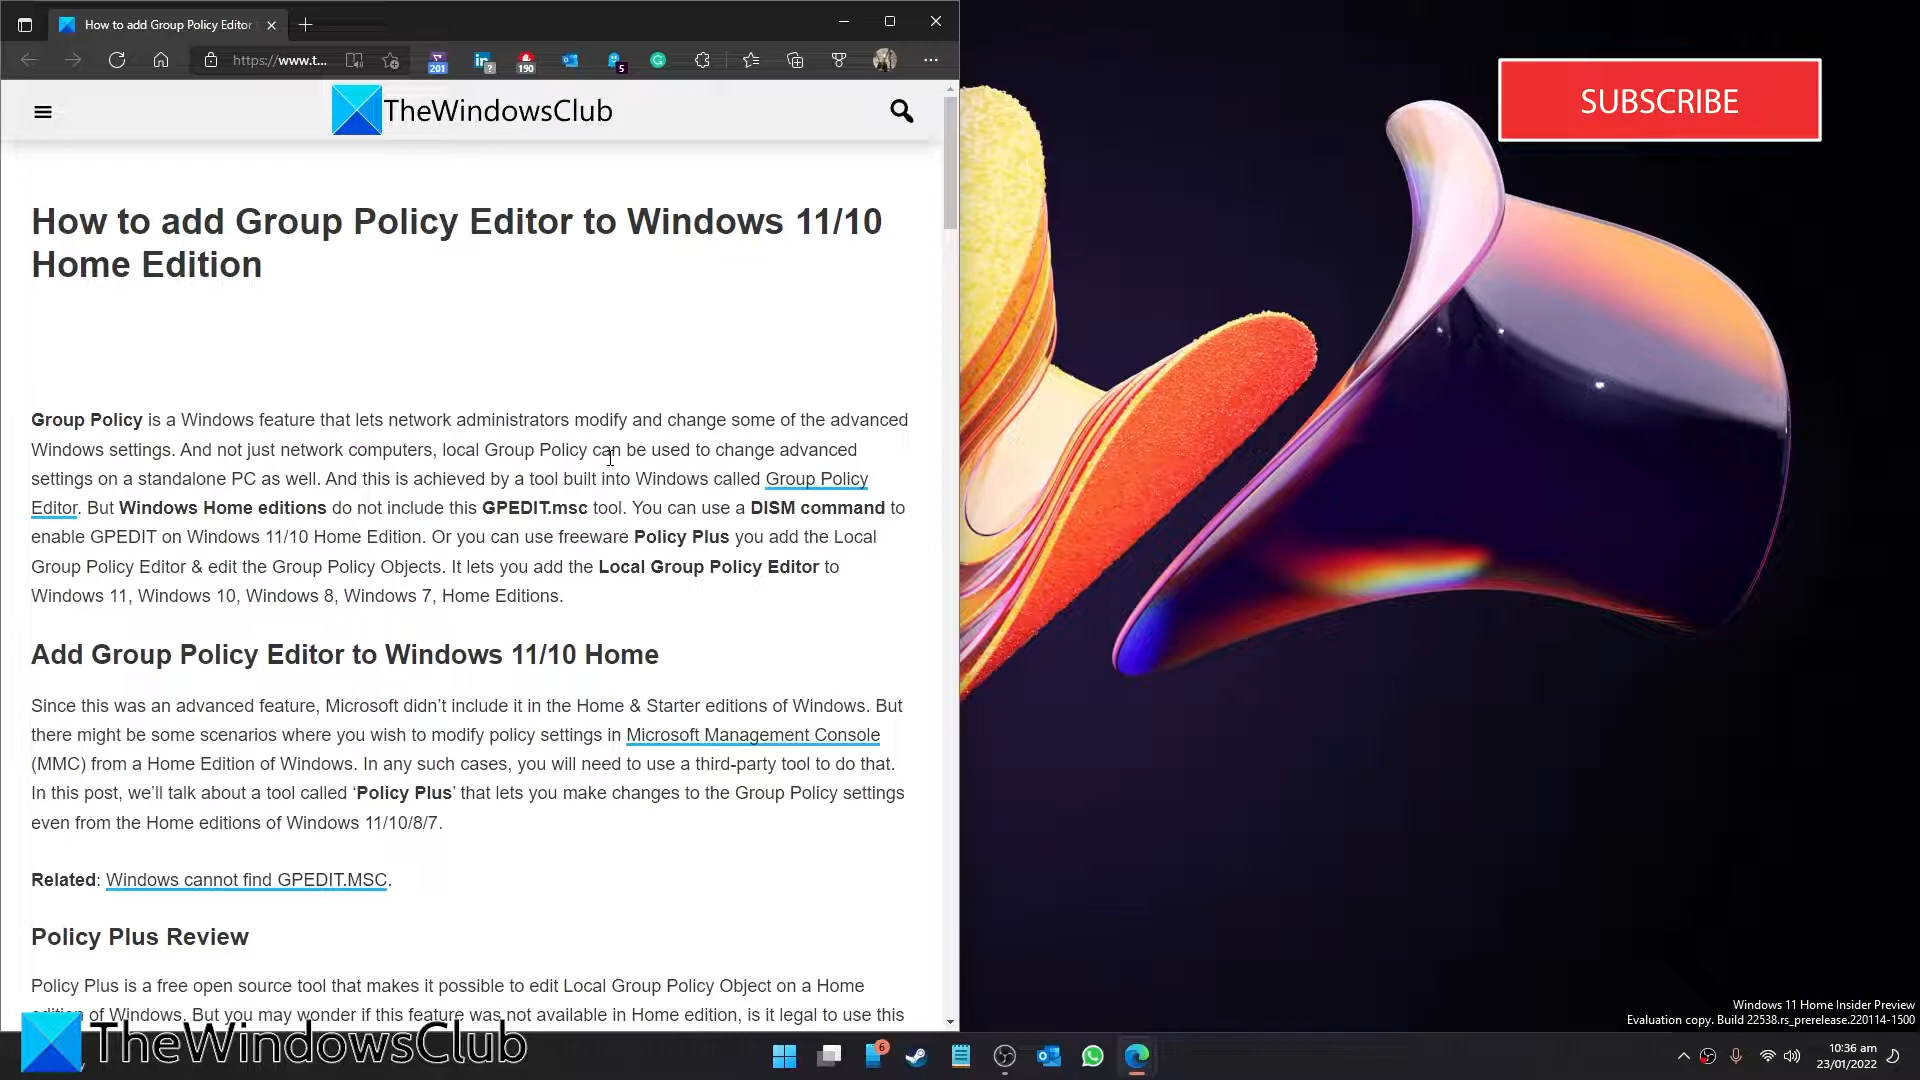 How to add Group Policy Editor
https://www.t...
201
?
190
5
TheWindowsClub
SUBSCRIBE
How to add Group Policy Editor to Windows 11/10
Home Edition
Group Policy is a Windows feature that lets network administrators modify and change some of the advanced
Windows settings. And not just network computers, local Group Policy can be used to change advanced
settings on a standalone PC as well. And this is achieved by a tool built into Windows called Group Policy
Editor. But Windows Home editions do not include this GPEDIT.msc tool. You can use a DISM command to
enable GPEDIT on Windows 11/10 Home Edition. Or you can use freeware Policy Plus you add the Local
Group Policy Editor & edit the Group Policy Objects. It lets you add the Local Group Policy Editor to
Windows 11, Windows 10, Windows 8, Windows 7, Home Editions.
Add Group Policy Editor to Windows 11/10 Home
Since this was an advanced feature, Microsoft didn’t include it in the Home & Starter editions of Windows. But
there might be some scenarios where you wish to modify policy settings in Microsoft Management Console
(MMC) from a Home Edition of Windows. In any such cases, you will need to use a third-party tool to do that.
In this post, we’ll talk about a tool called ‘Policy Plus’ that lets you make changes to the Group Policy settings
even from the Home editions of Windows 11/10/8/7.
Related: Windows cannot find GPEDIT.MSC.
Policy Plus Review
Policy Plus is a free open source tool that makes it possible to edit Local Group Policy Object on a Home
edition of Windows. But you may wonder if this feature was not available in Home edition, is it legal to use this
Windows 11 Home Insider Preview
Evaluation copy. Build 22538.rs_prerelease.220114-1500
TheWindowsClub
6
10:36 am
23/01/2022